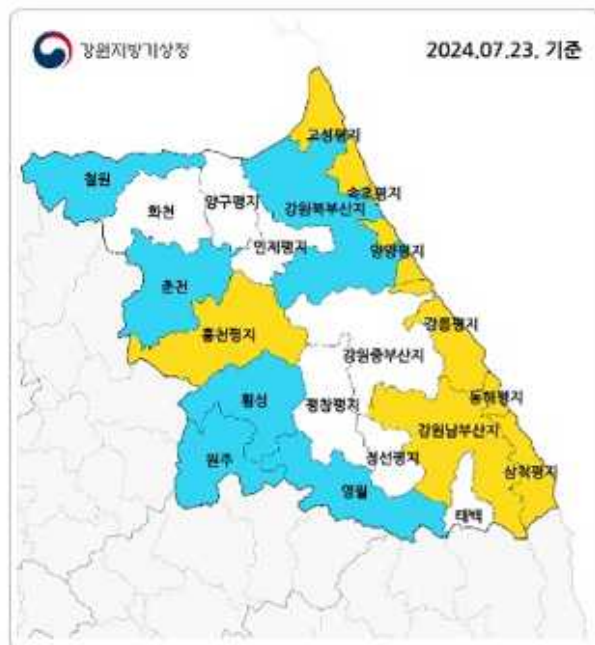 강원지방기상청
2024.07.23. 기준
고성평지
철원
양구평지
속초평지
화천
강원북부산지
인제평지
양양평지
춘천
강릉평지
홍천평지
강원중부산지
동해평지
횡성
평창평지
강원남부산지
원주
정선평지
삼척평지
영월
태백